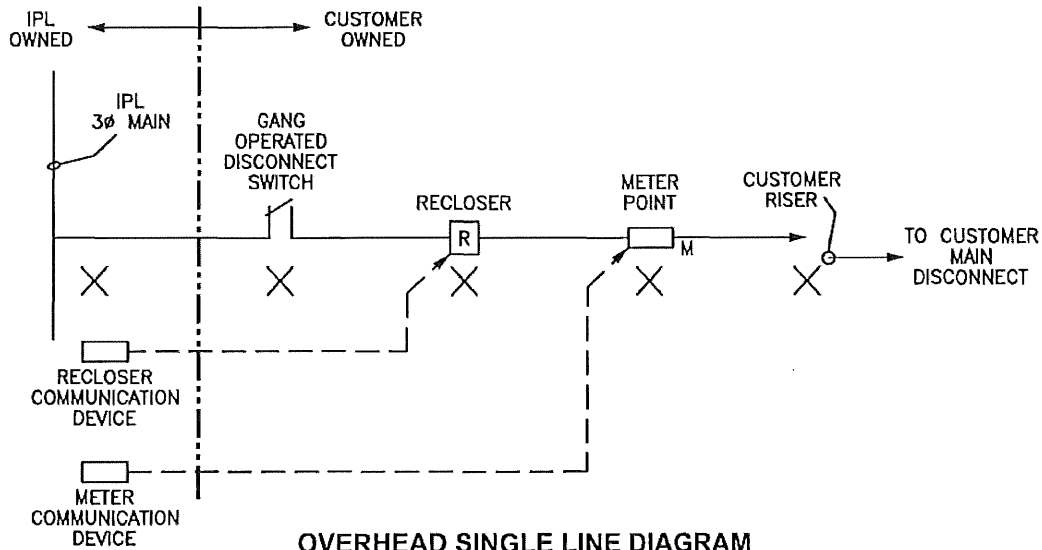 IPL
OWNED
CUSTOMER
OWNED
IPL
3ø MAIN
GANG
OPERATED
DISCONNECT
SWITCH
RECLOSER
R
METER
POINT
M
CUSTOMER
RISER
TO CUSTOMER
MAIN
DISCONNECT
RECLOSER
COMMUNICATION
DEVICE
METER
COMMUNICATION
DEVICE
OVERHEAD SINGLE LINE DIAGRAM